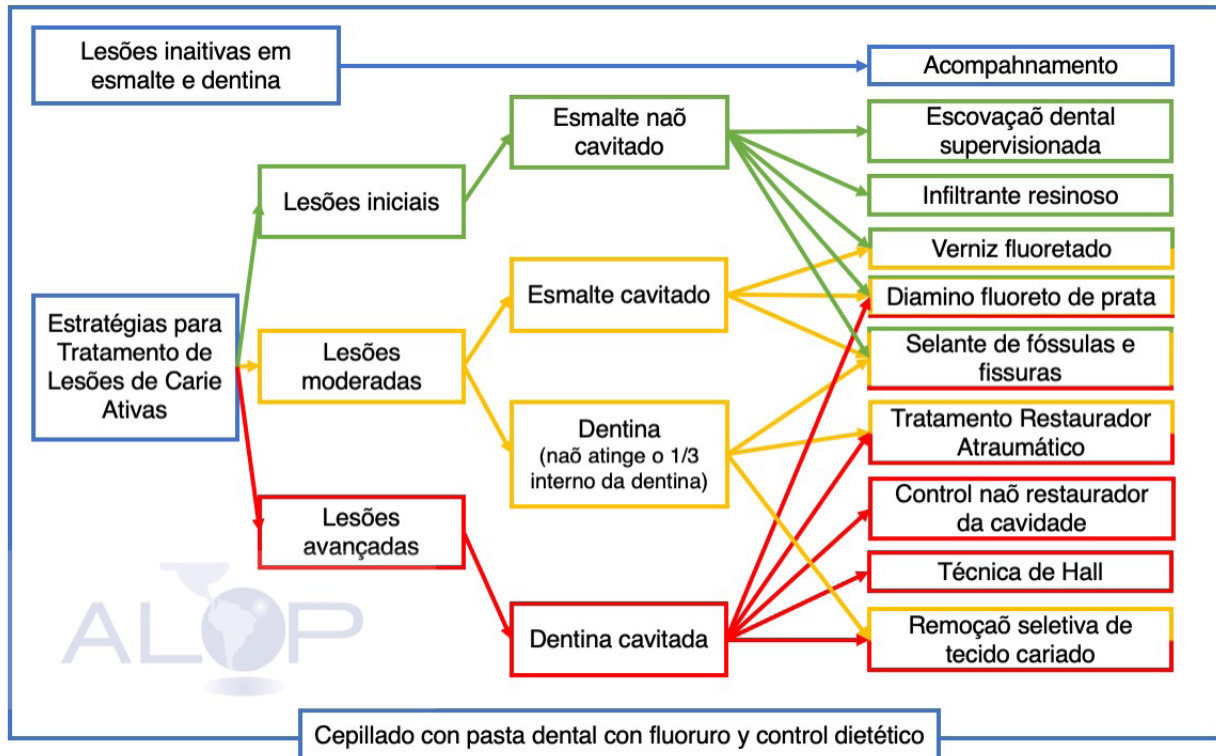 Lesões inaitivas em
esmalte e dentina
Acompahnamento
Esmalte naõ
cavitado
Escovaçaõ dental
supervisionada
Lesões iniciais
Infiltrante resinoso
Verniz fluoretado
Esmalte cavitado
Diamino fluoreto de prata
Estratégias para
Tratamento de
Lesões de Carie
Ativas
Lesões
moderadas
Selante de fóssulas e
fissuras
Dentina
(naõ atinge o 1/3
interno da dentina)
Tratamento Restaurador
Atraumático
Lesões
avançadas
Control naõ restaurador
da cavidade
Técnica de Hall
Dentina cavitada
Remoçaõ seletiva de
tecido cariado
ALOP
Cepillado con pasta dental con fluoruro y control dietético